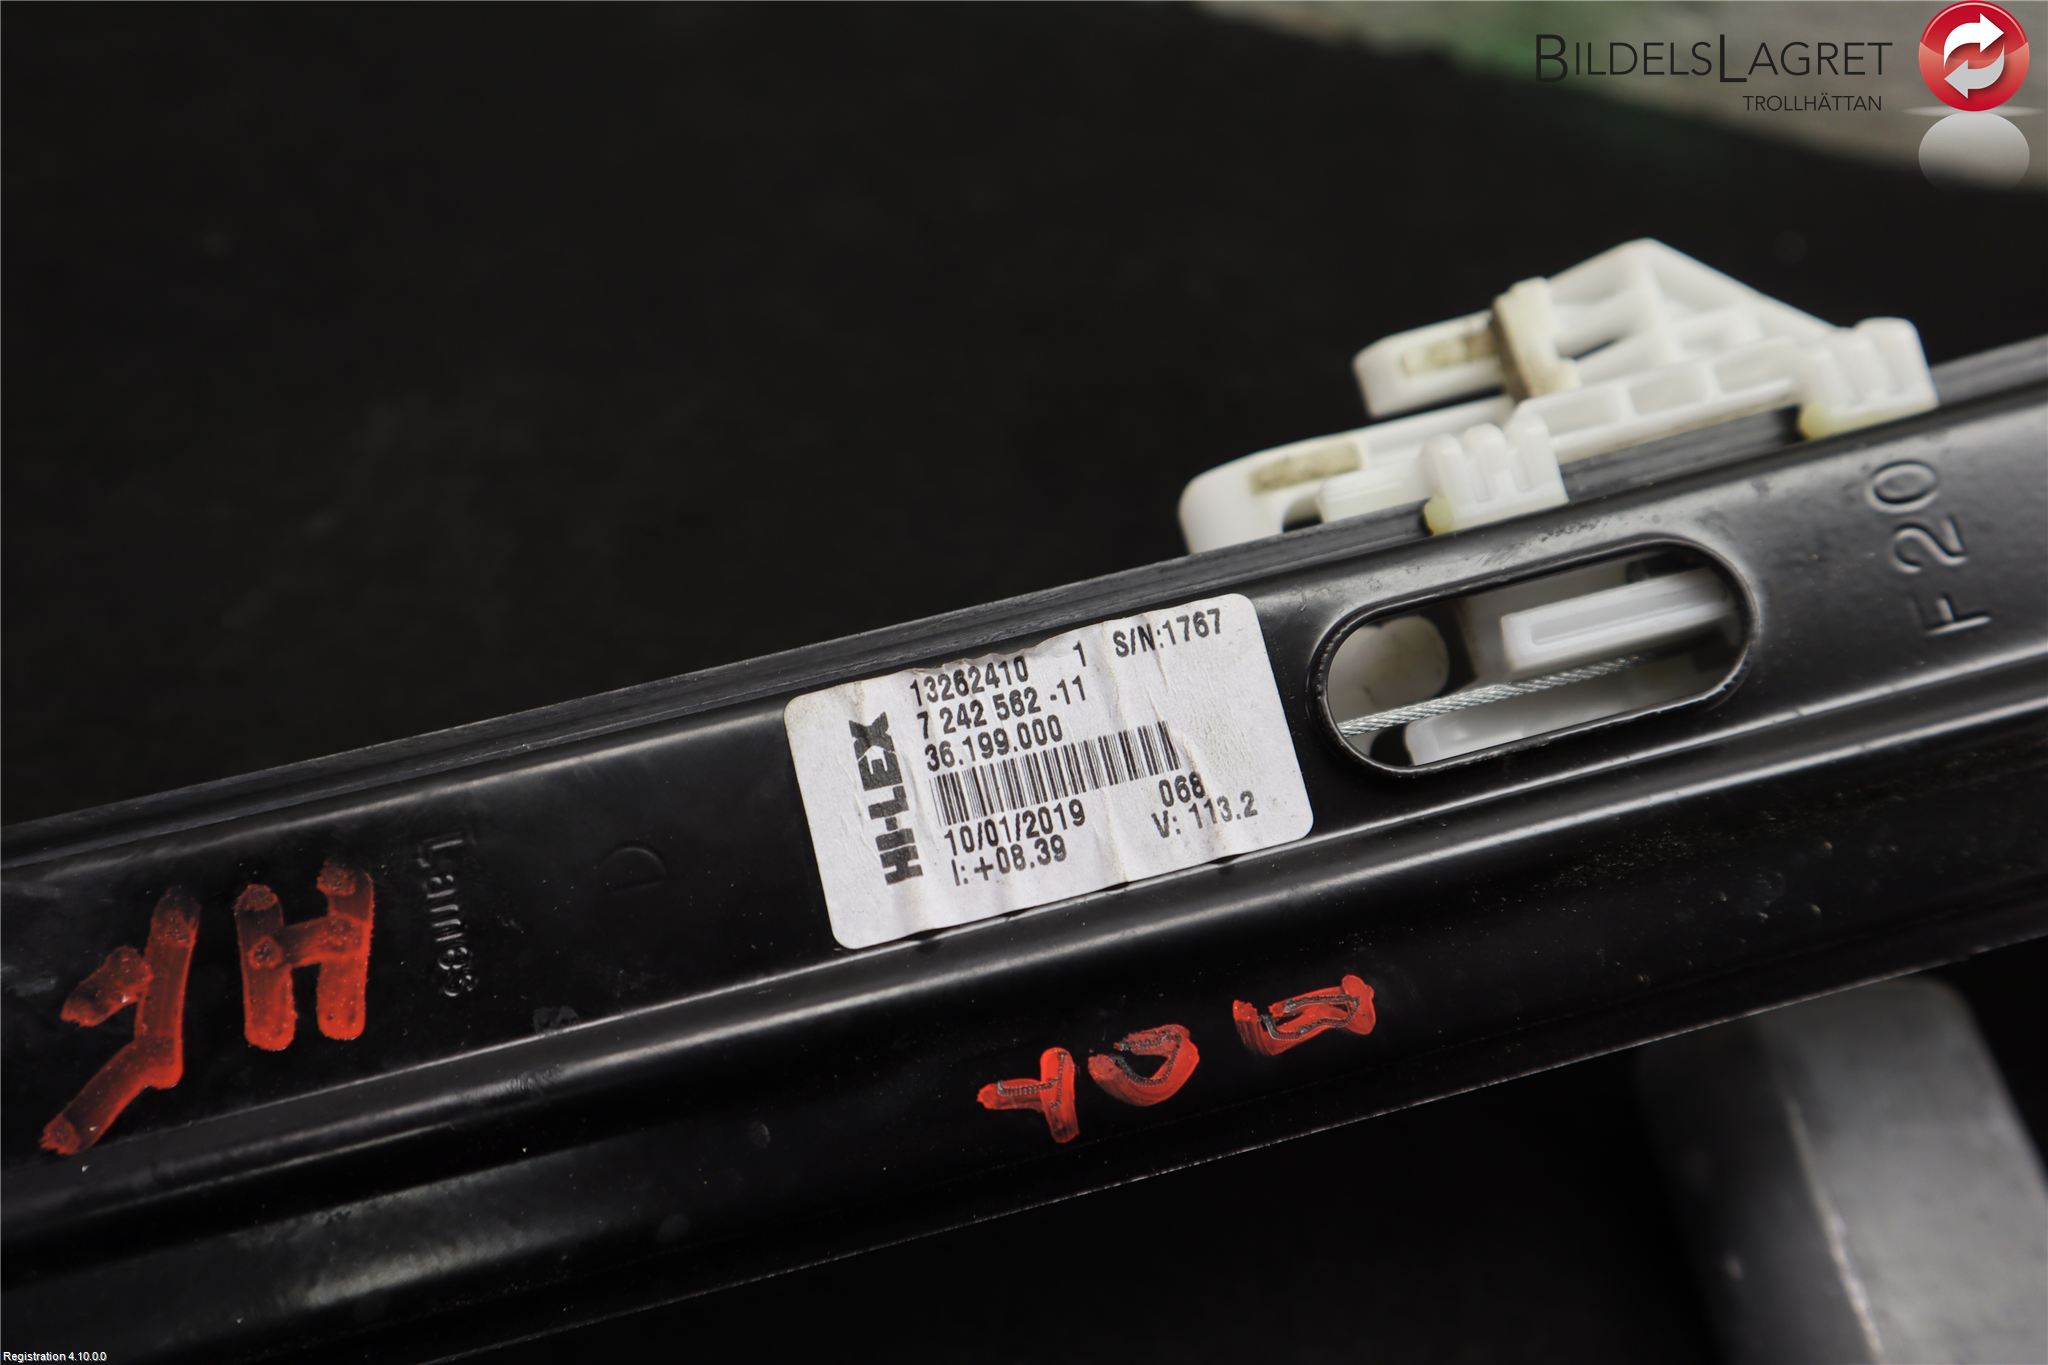 BILDELSLAGRET
TROLLHÄTTAN
F20
13262410 1 S/N:1767
7 242 562 -11
36.199.000
HI-LEX
10/01/2019 068
I: +08.39 V: 113.2
D
Registration 4.10.0.0